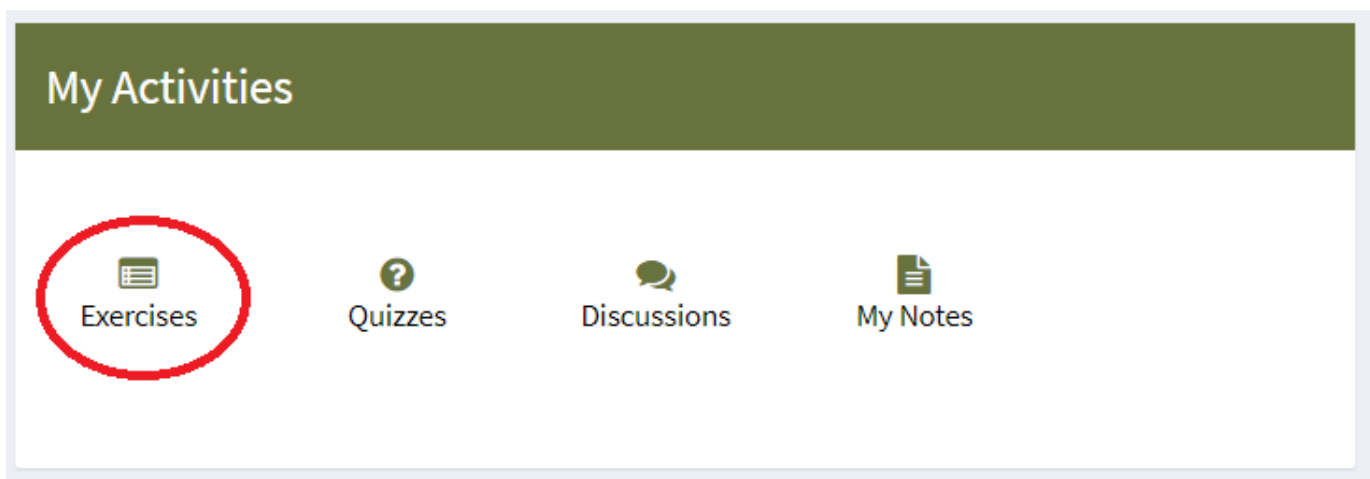 My Activities
Exercises
Quizzes
Discussions
My Notes